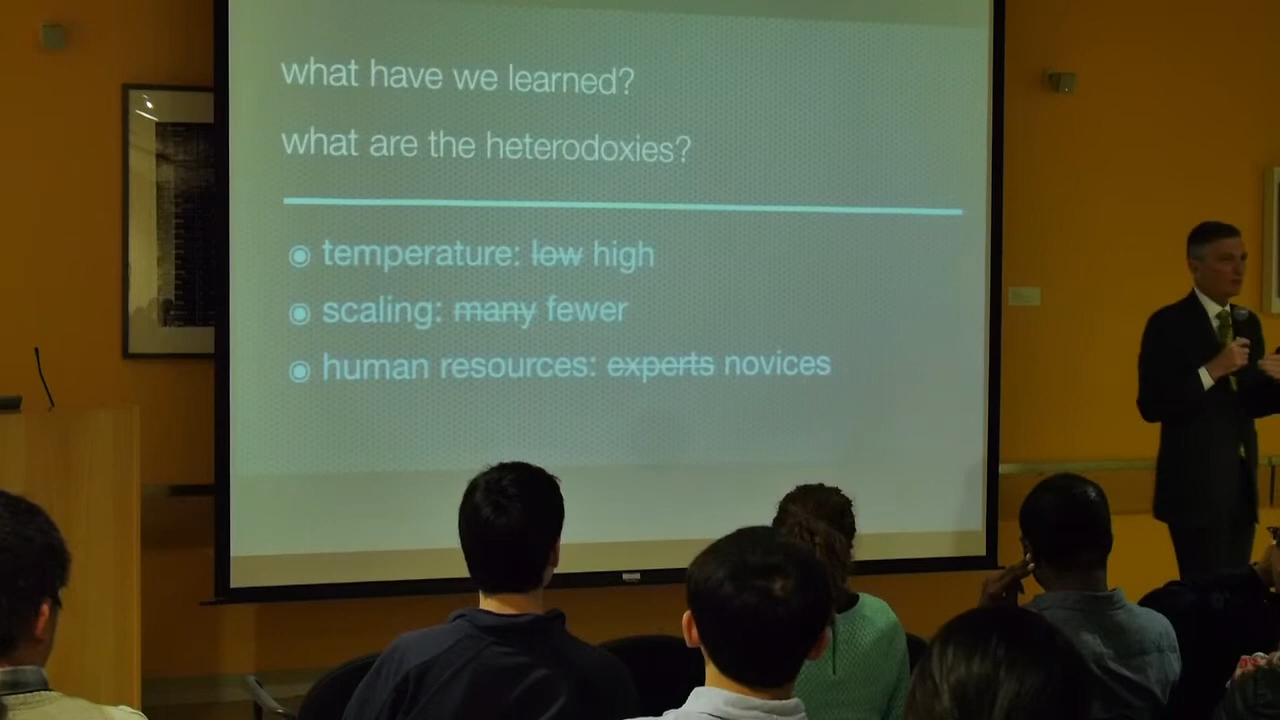 what have we learned?
what are the heterodoxies?
temperature: low high
scaling: many fewer
human resources: experts novices